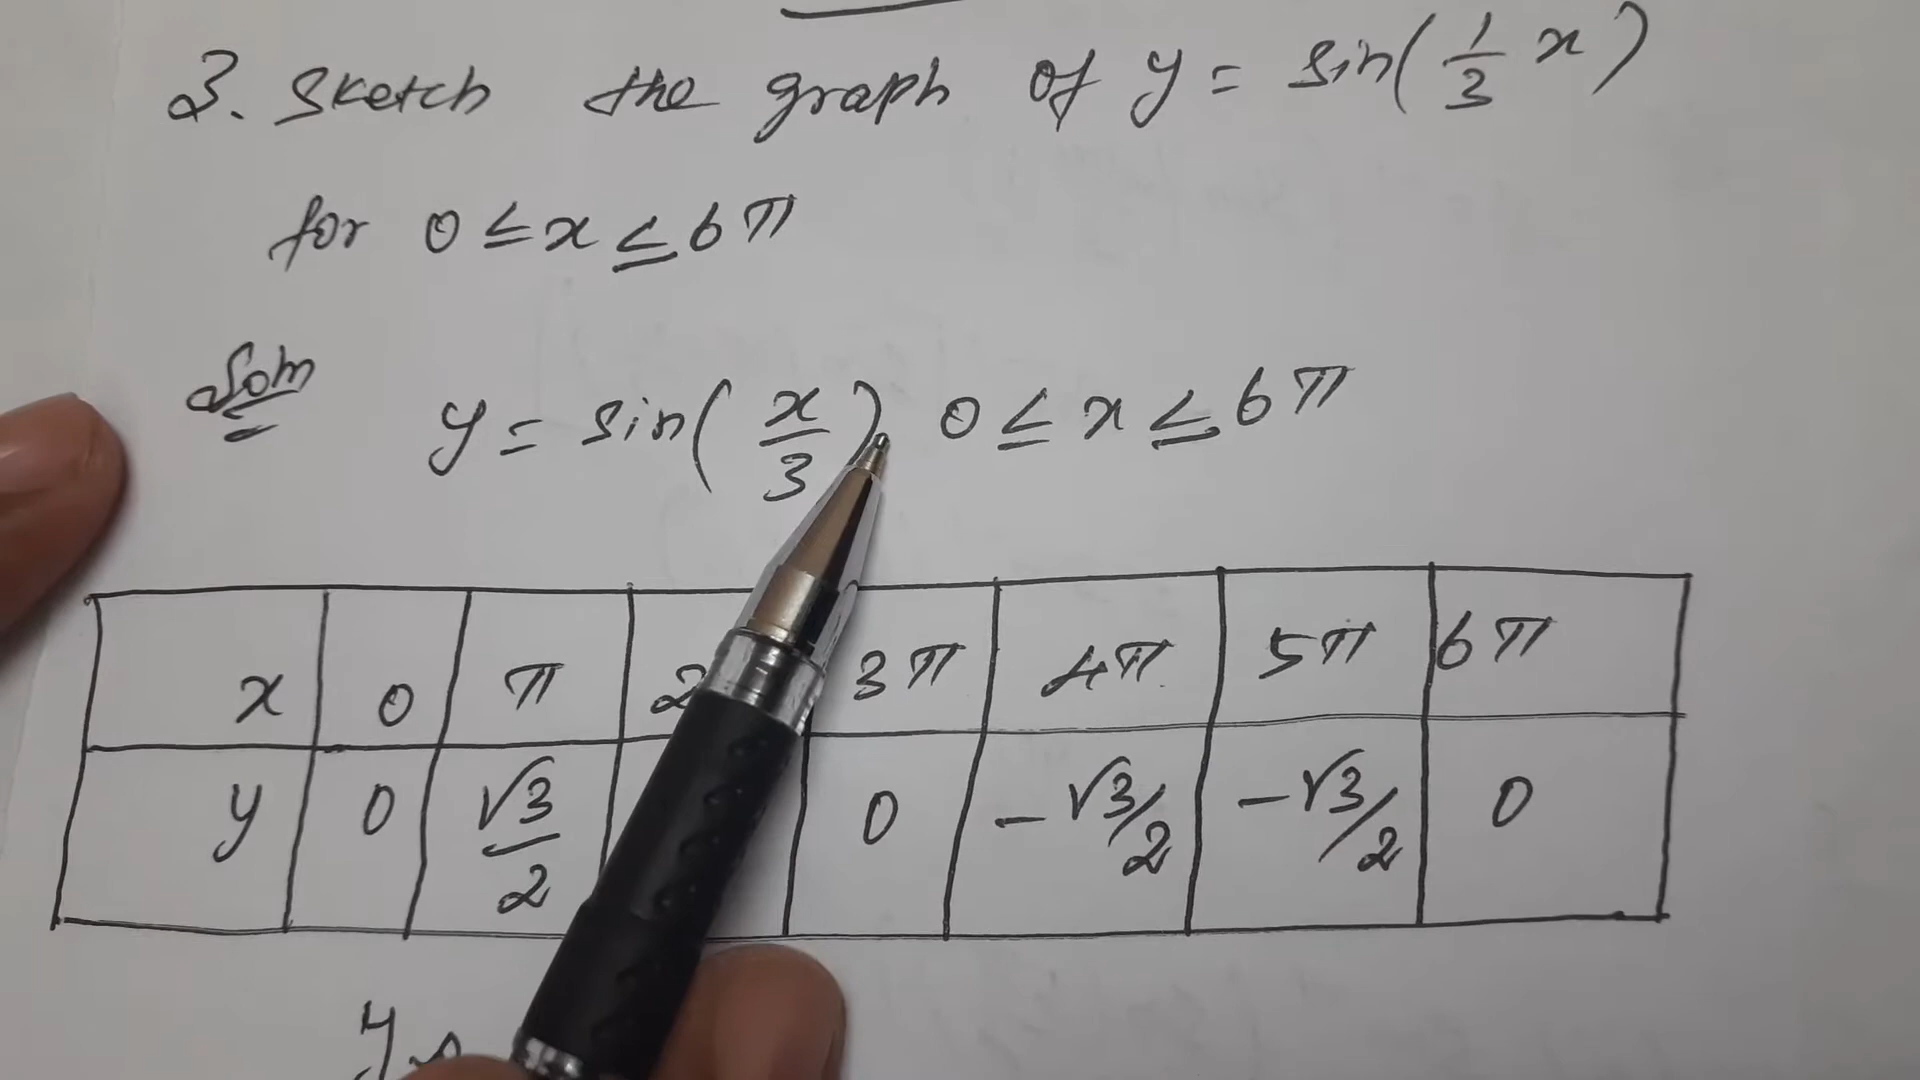 3. Sketch the graph of y = sin(1/3 x)
for 0 ≤ x ≤ 6π
Soln
y = sin(x/3), 0 ≤ x ≤ 6π
x 0 π 2 3π 4π 5π 6π
y 0 √3/2 0 -√3/2 -√3/2 0
y